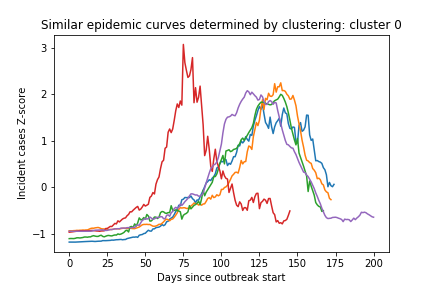 Similar epidemic curves determined by clustering: cluster 0
3
2
1
0
−1
Incident cases Z-score
0 25 50 75 100 125 150 175 200
Days since outbreak start